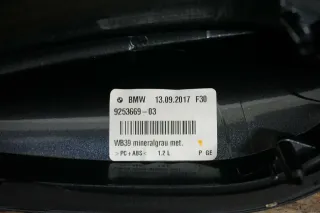 BMW 13.09.2017 F30
9253669-03
WB39 mineralgrau met.
>PC+ABS< 1.2 L P GE